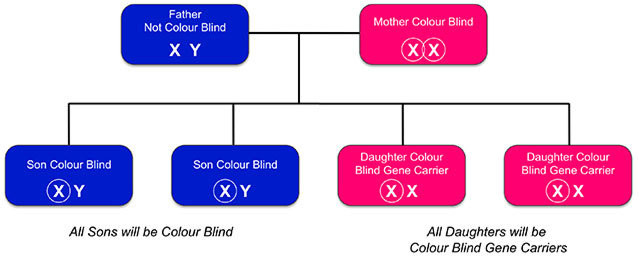 Father
Not Colour Blind
X Y
Mother Colour Blind
X X
Son Colour Blind
X Y
Son Colour Blind
X Y
Daughter Colour
Blind Gene Carrier
X X
Daughter Colour
Blind Gene Carrier
X X
All Sons will be Colour Blind
All Daughters will be
Colour Blind Gene Carriers